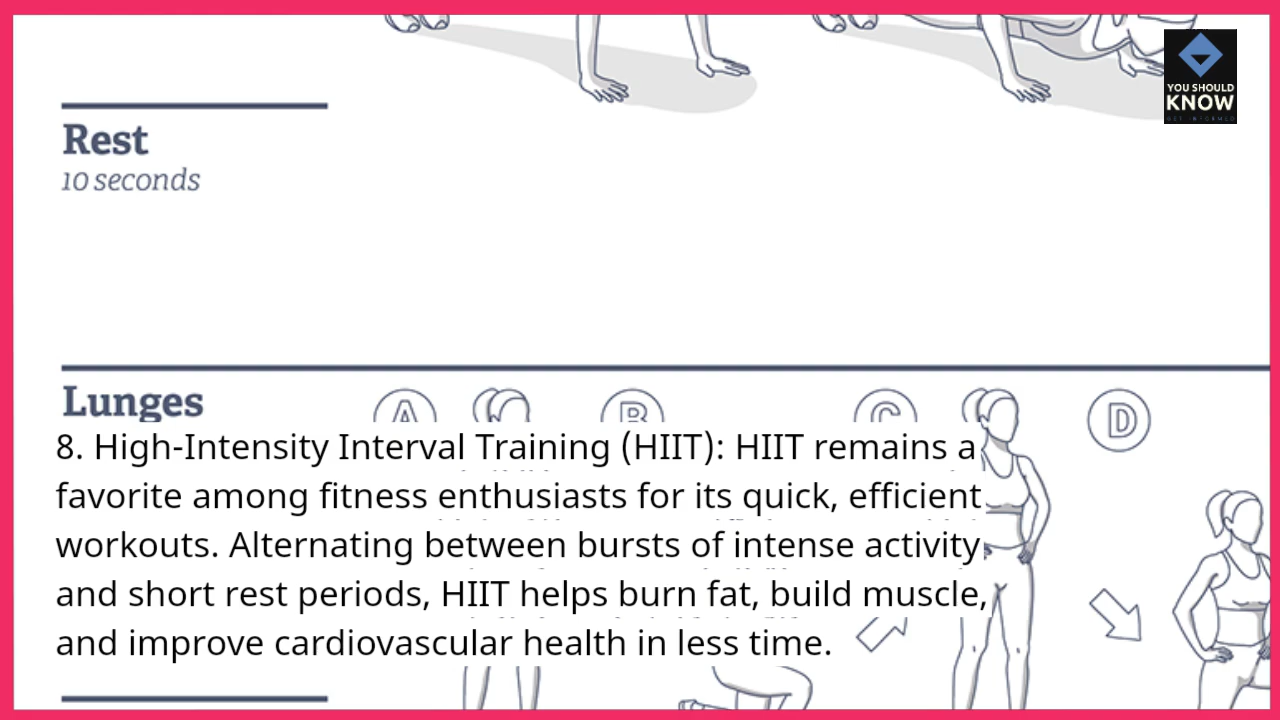 YOU SHOULD
KNOW
GET INFORMED
Rest
10 seconds
Lunges
A B C D
8. High-Intensity Interval Training (HIIT): HIIT remains a
favorite among fitness enthusiasts for its quick, efficient
workouts. Alternating between bursts of intense activity
and short rest periods, HIIT helps burn fat, build muscle,
and improve cardiovascular health in less time.